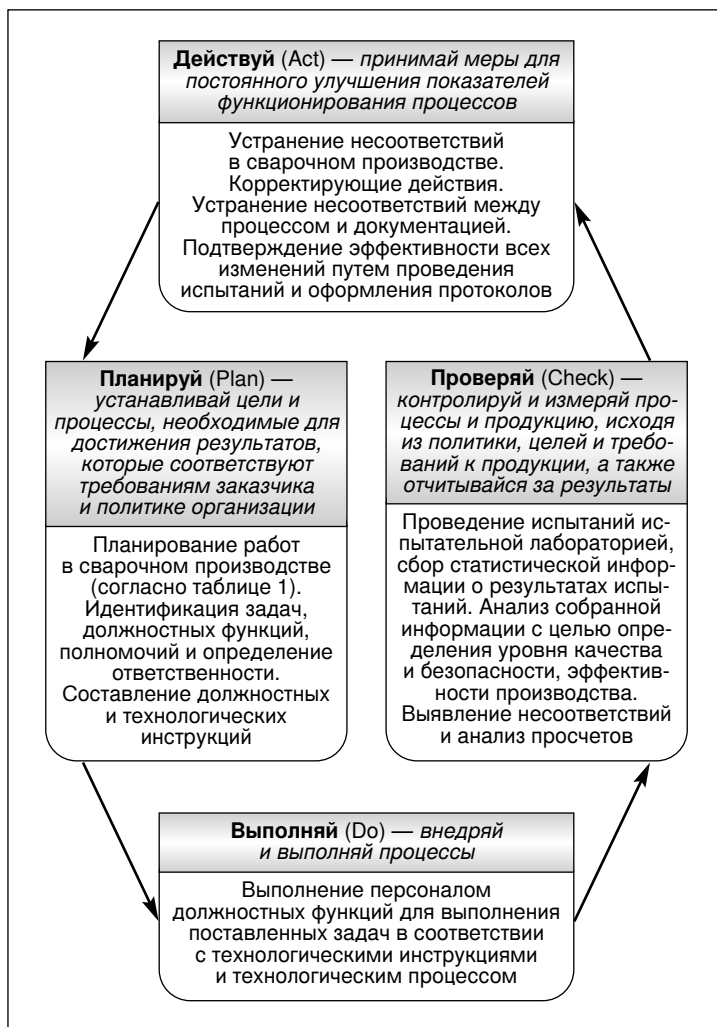 Действуй (Act) — принимай меры для
постоянного улучшения показателей
функционирования процессов
Устранение несоответствий
в сварочном производстве.
Корректирующие действия.
Устранение несоответствий между
процессом и документацией.
Подтверждение эффективности всех
изменений путем проведения
испытаний и оформления протоколов
Планируй (Plan) —
устанавливай цели и
процессы, необходимые для
достижения результатов,
которые соответствуют
требованиям заказчика
и политике организации
Планирование работ
в сварочном производстве
(согласно таблице 1).
Идентификация задач,
должностных функций,
полномочий и определение
ответственности.
Составление должностных
и технологических
инструкций
Проверяй (Check) —
контролируй и измеряй про-
цессы и продукцию, исходя
из политики, целей и требо-
ваний к продукции, а также
отчитывайся за результаты
Проведение испытаний ис-
пытательной лабораторией,
сбор статистической инфор-
мации о результатах испы-
таний. Анализ собранной
информации с целью опре-
деления уровня качества
и безопасности, эффектив-
ности производства.
Выявление несоответствий
и анализ просчетов
Выполняй (Do) — внедряй
и выполняй процессы
Выполнение персоналом
должностных функций для выполнения
поставленных задач в соответствии
с технологическими инструкциями
и технологическим процессом